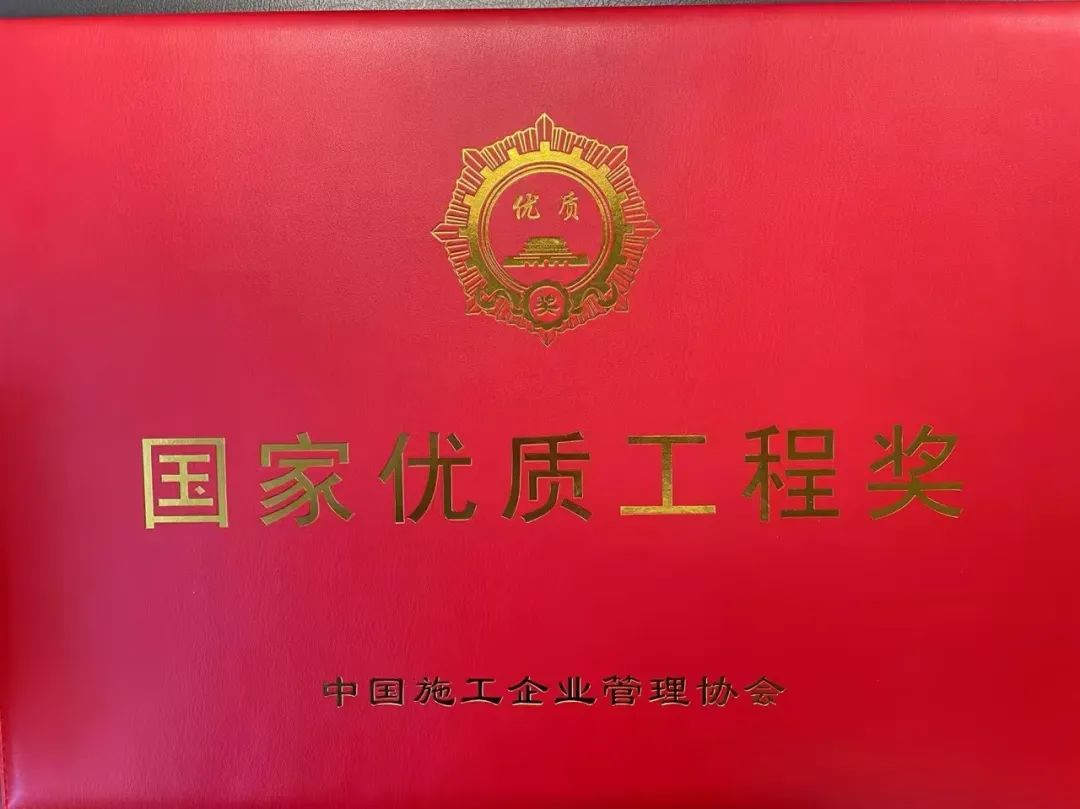 优质
奖
国家优质工程奖
中国施工企业管理协会